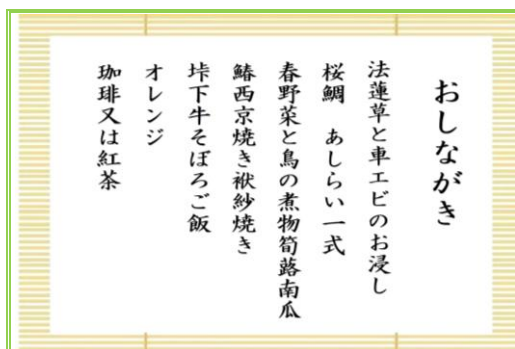 おしながき
法蓮草と車エビのお浸し
桜鯛　あしらい一式
春野菜と鳥の煮物筍蕗南瓜
鰆西京焼き袱紗焼き
垰下牛そぼろご飯
オレンジ
珈琲又は紅茶